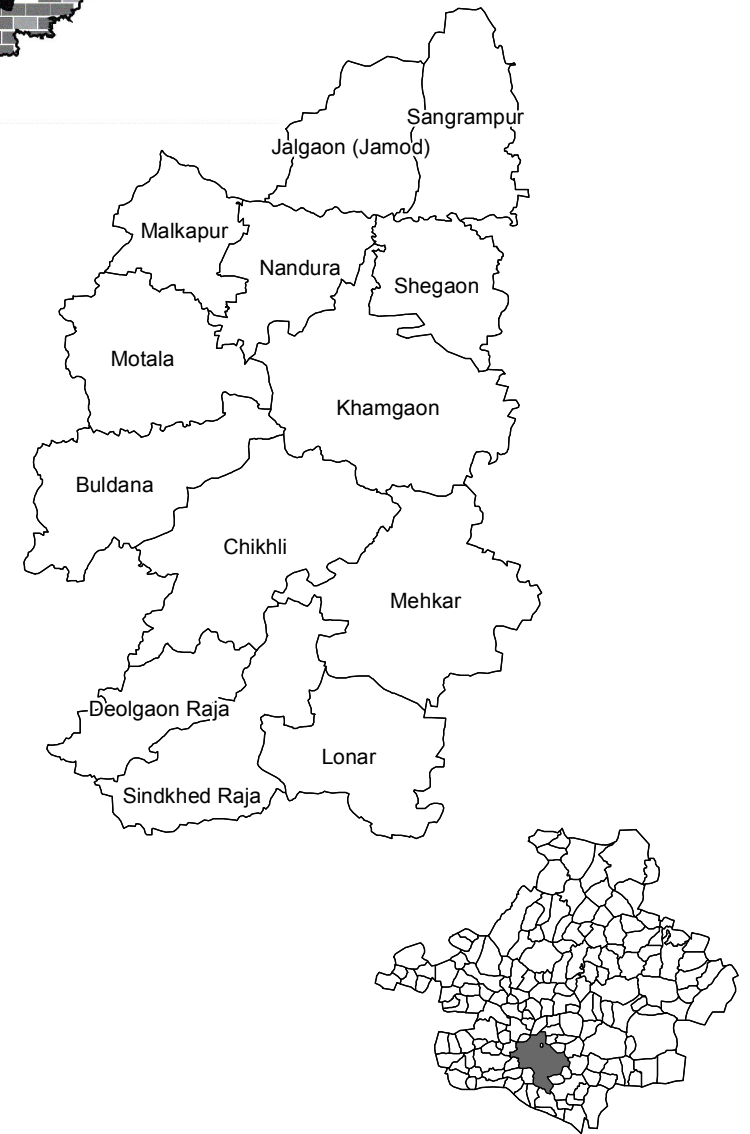 Sangrampur
Jalgaon (Jamod)
Malkapur
Nandura
Shegaon
Motala
Khamgaon
Buldana
Chikhli
Mehkar
Deolgaon Raja
Lonar
Sindkhed Raja